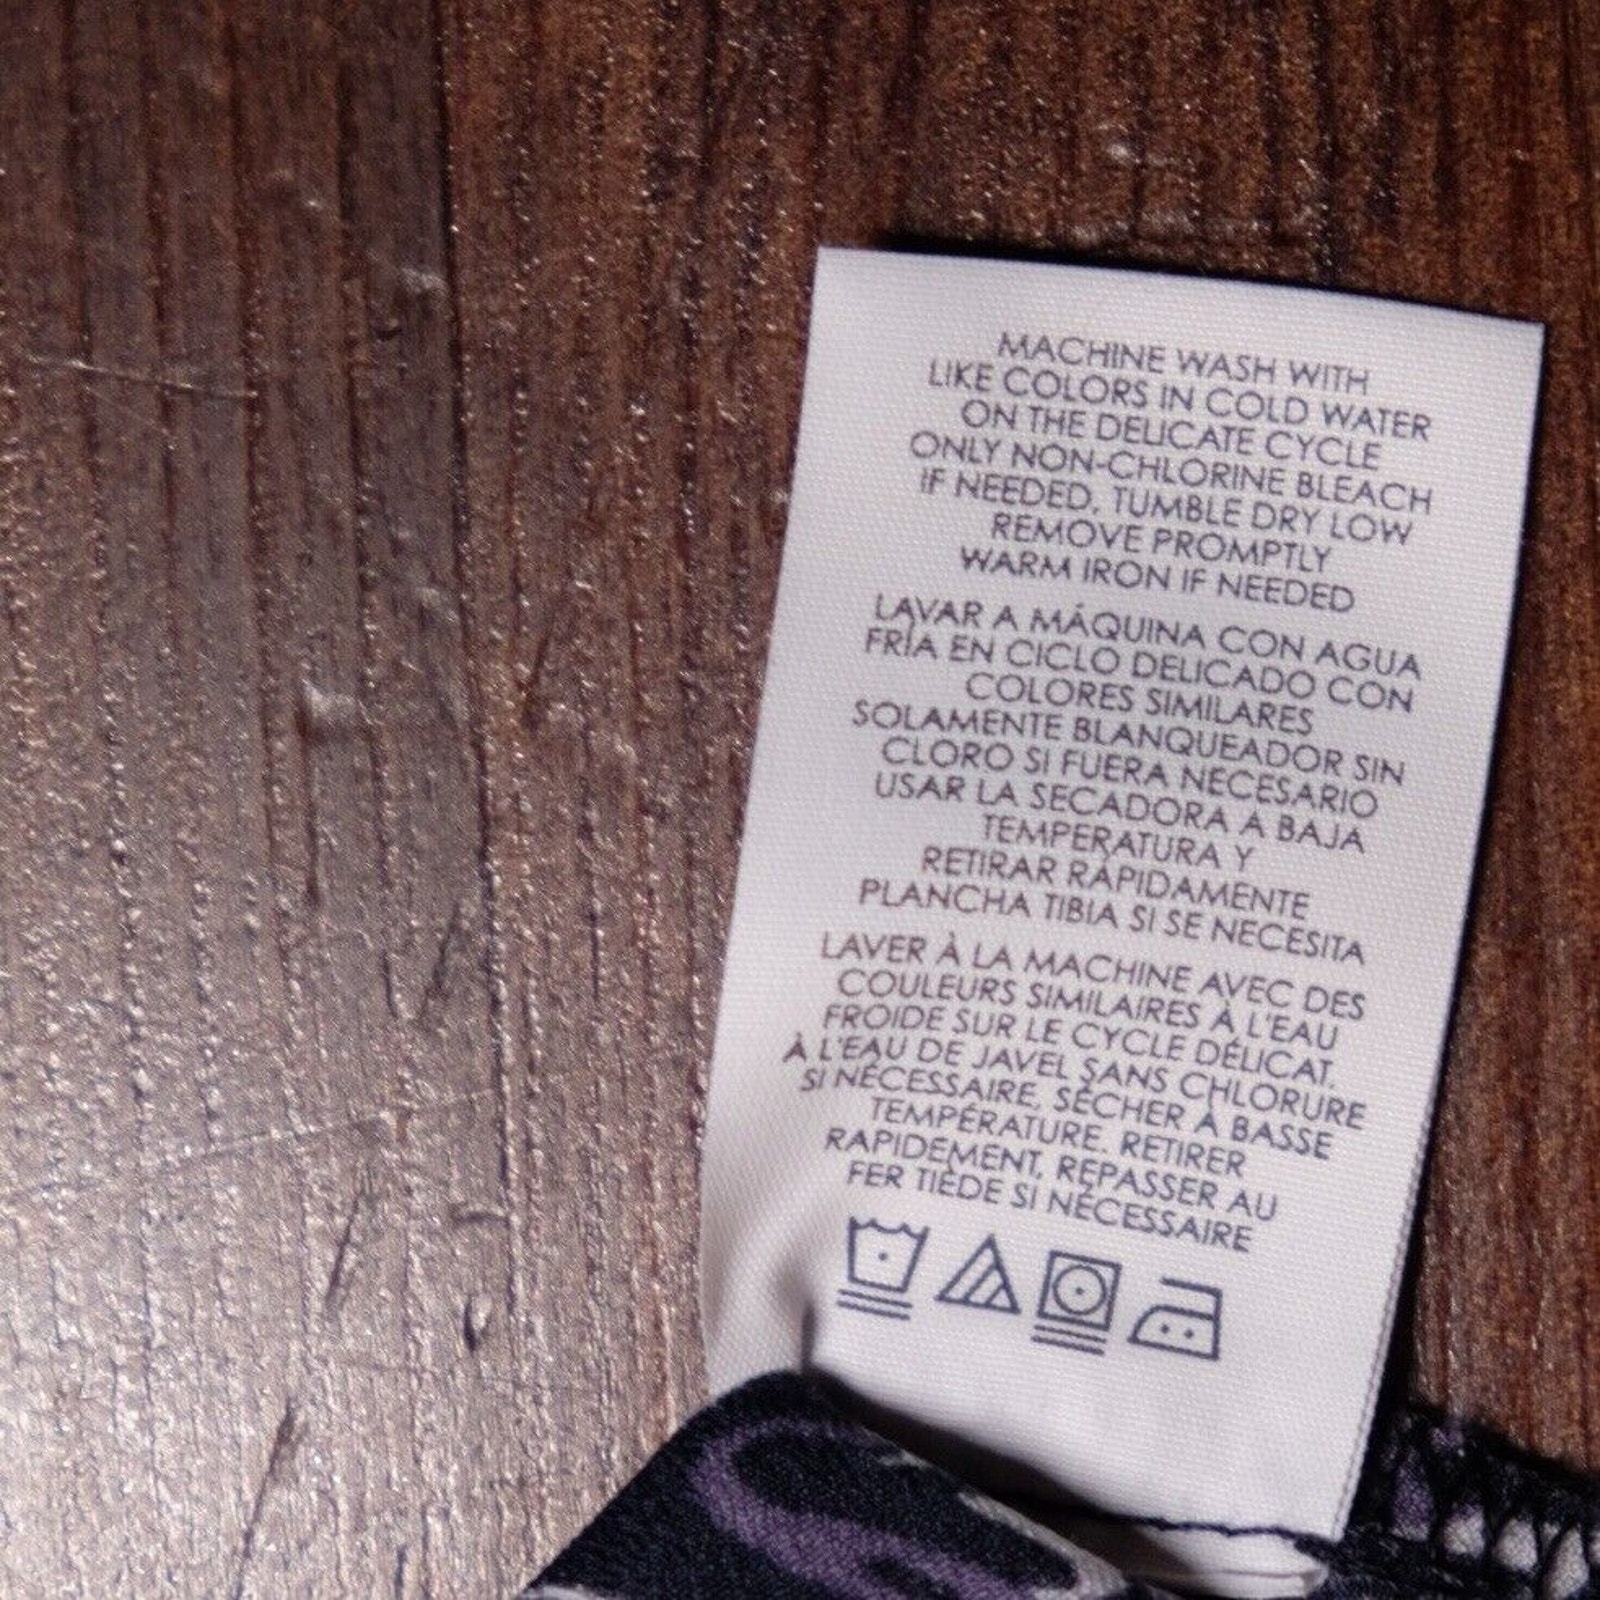 MACHINE WASH WITH
LIKE COLORS IN COLD WATER
ON THE DELICATE CYCLE
ONLY NON-CHLORINE BLEACH
IF NEEDED, TUMBLE DRY LOW
REMOVE PROMPTLY
WARM IRON IF NEEDED
LAVAR A MÁQUINA CON AGUA
FRÍA EN CICLO DELICADO CON
COLORES SIMILARES
SOLAMENTE BLANQUEADOR SIN
CLORO SI FUERA NECESARIO
USAR LA SECADORA A BAJA
TEMPERATURA Y
RETIRAR RÁPIDAMENTE
PLANCHA TIBIA SI SE NECESITA
LAVER À LA MACHINE AVEC DES
COULEURS SIMILAIRES À L'EAU
FROIDE SUR LE CYCLE DÉLICAT.
À L'EAU DE JAVEL SANS CHLORURE
SI NÉCESSAIRE, SÉCHER À BASSE
TEMPÉRATURE. RETIRER
RAPIDEMENT, REPASSER AU
FER TIÈDE SI NÉCESSAIRE